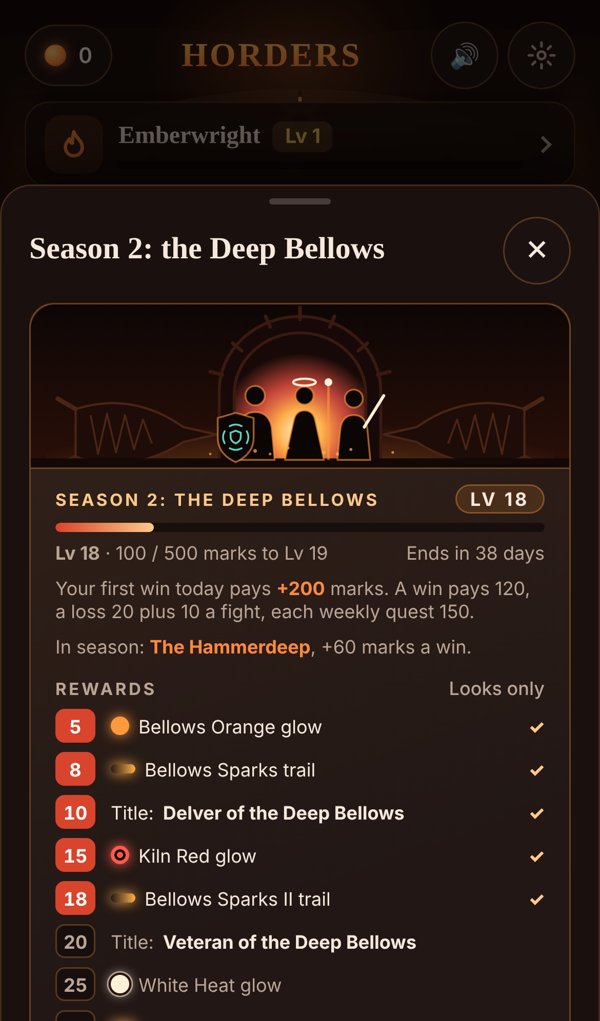 0
HORDERS
Emberwright Lv 1
Season 2: the Deep Bellows
SEASON 2: THE DEEP BELLOWS LV 18
Lv 18 · 100 / 500 marks to Lv 19 Ends in 38 days
Your first win today pays +200 marks. A win pays 120,
a loss 20 plus 10 a fight, each weekly quest 150.
In season: The Hammerdeep, +60 marks a win.
REWARDS Looks only
5 Bellows Orange glow
8 Bellows Sparks trail
10 Title: Delver of the Deep Bellows
15 Kiln Red glow
18 Bellows Sparks II trail
20 Title: Veteran of the Deep Bellows
25 White Heat glow